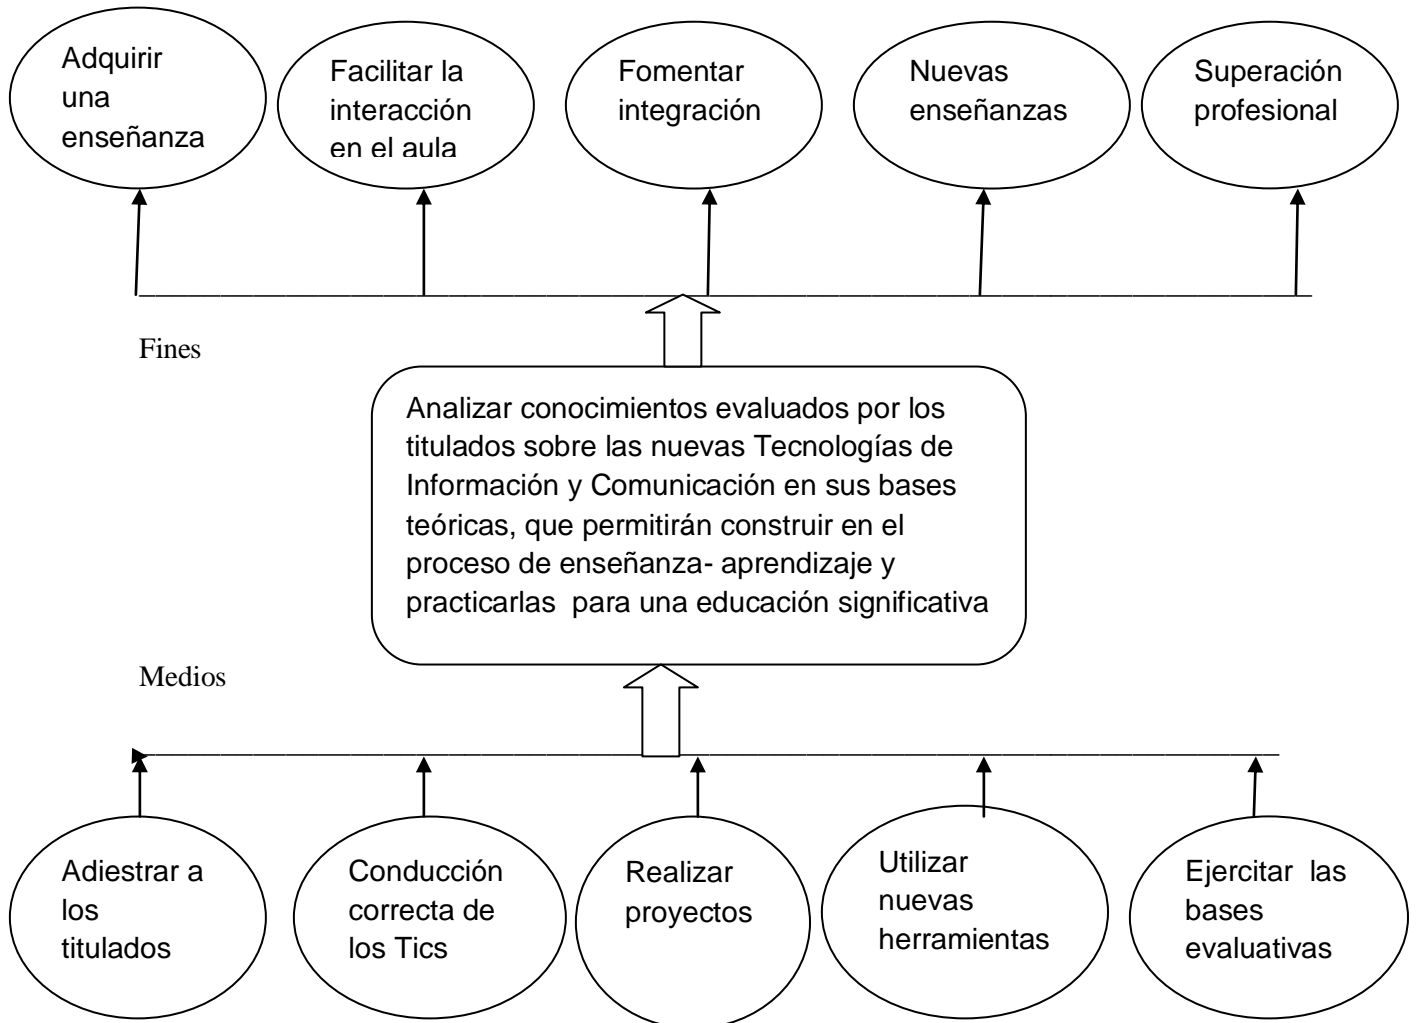 Adquirir
una
enseñanza
Facilitar la
interacción
en el aula
Fomentar
integración
Nuevas
enseñanzas
Superación
profesional
Fines
Analizar conocimientos evaluados por los
titulados sobre las nuevas Tecnologías de
Información y Comunicación en sus bases
teóricas, que permitirán construir en el
proceso de enseñanza- aprendizaje y
practicarlas  para una educación significativa
Medios
Adiestrar a
los
titulados
Conducción
correcta de
los Tics
Realizar
proyectos
Utilizar
nuevas
herramientas
Ejercitar  las
bases
evaluativas